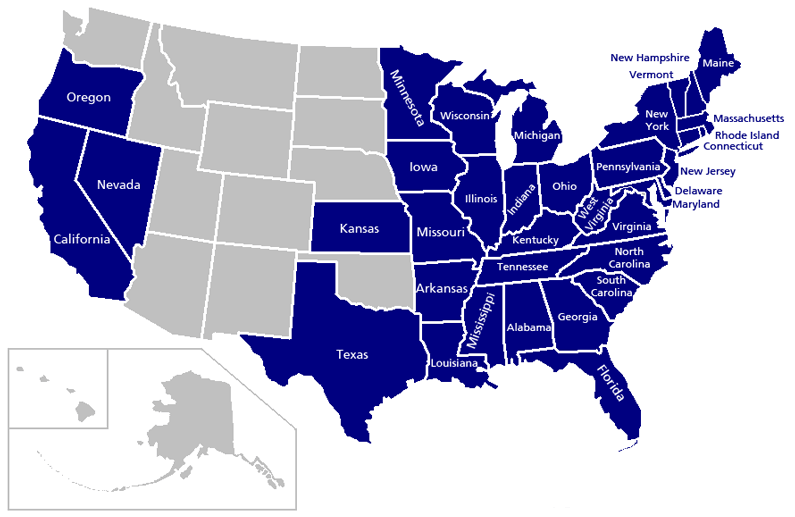 New Hampshire
Maine
Vermont
Minnesota
Oregon
Wisconsin
New
York
Massachusetts
Michigan
Rhode Island
Connecticut
Iowa
Pennsylvania
New Jersey
Nevada
Illinois
Indiana
Ohio
Delaware
West
Virginia
Maryland
Kansas
Missouri
Virginia
California
Kentucky
North
Carolina
Tennessee
South
Carolina
Arkansas
Mississippi
Alabama
Georgia
Texas
Louisiana
Florida